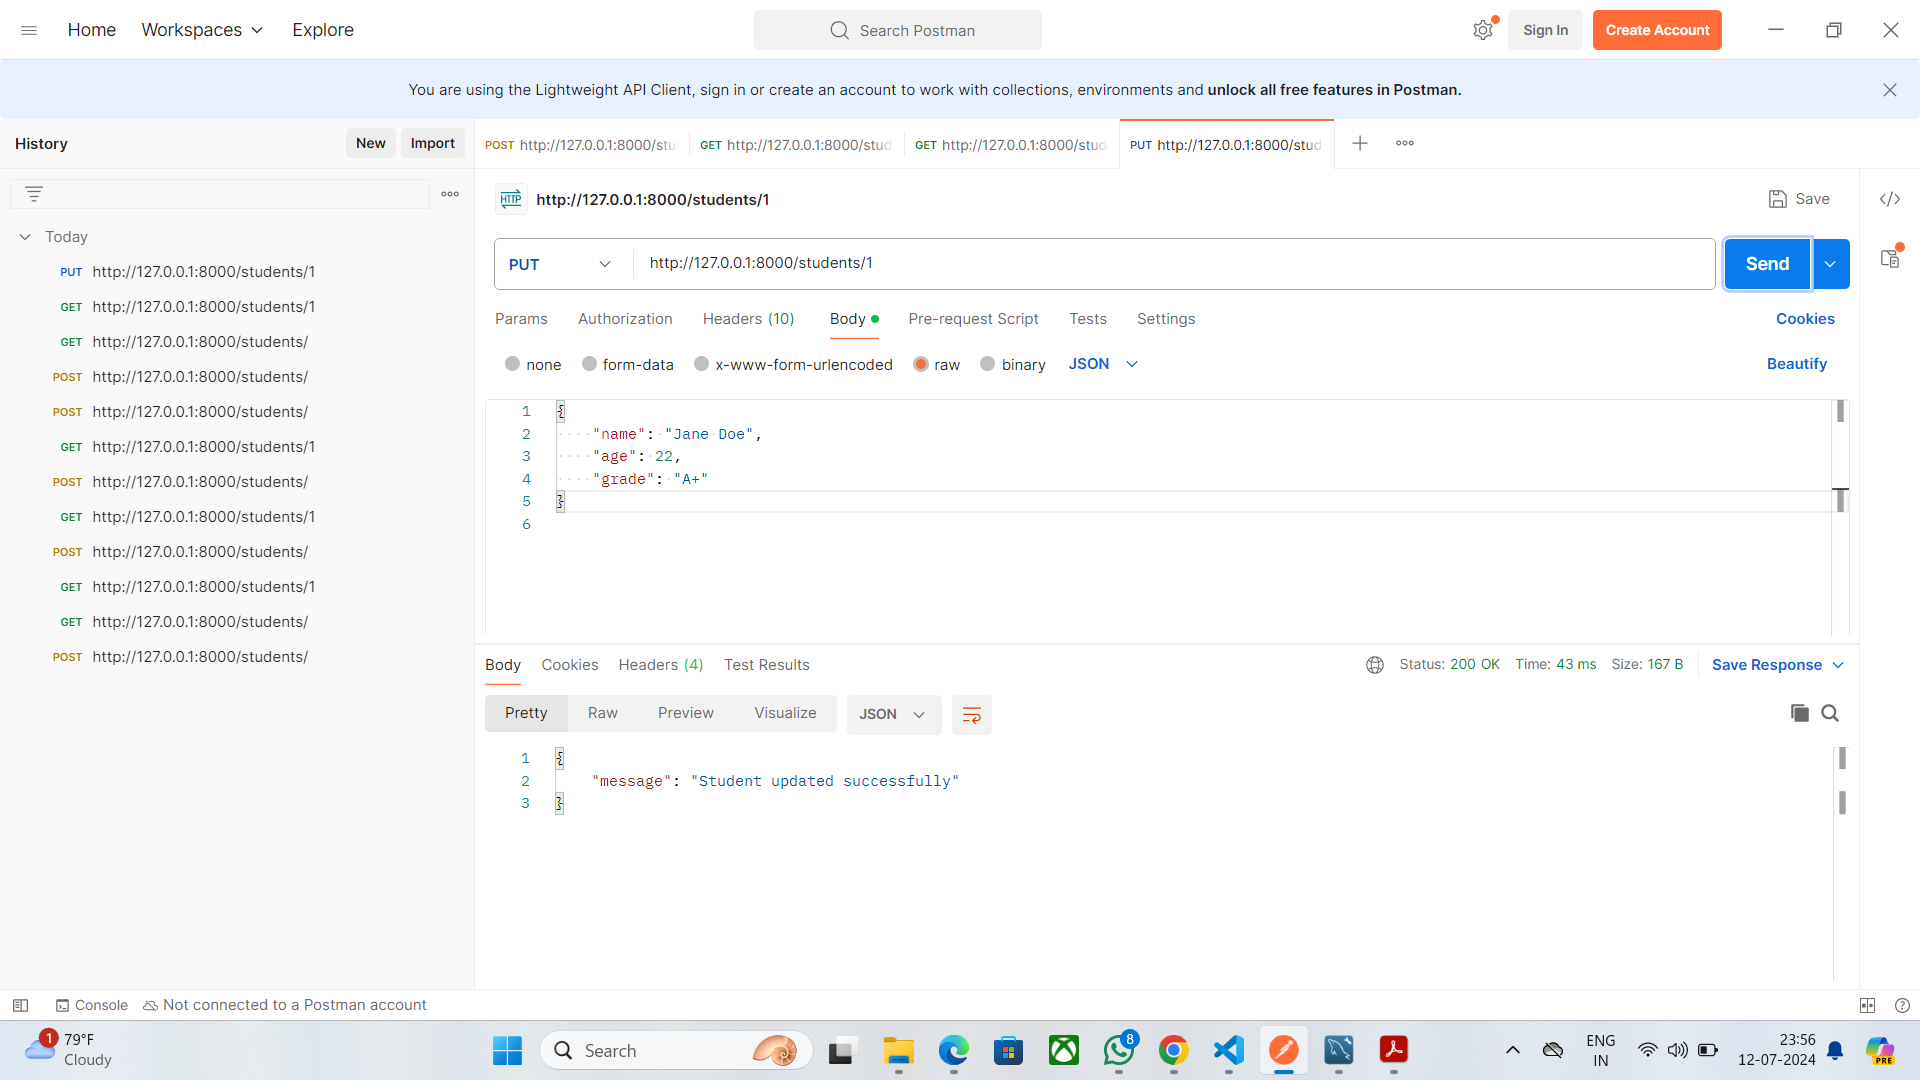 Home Workspaces Explore Search Postman Sign In Create Account
You are using the Lightweight API Client, sign in or create an account to work with collections, environments and unlock all free features in Postman.
History New Import
POST http://127.0.0.1:8000/stu GET http://127.0.0.1:8000/stud GET http://127.0.0.1:8000/stud PUT http://127.0.0.1:8000/stud
Today
PUT http://127.0.0.1:8000/students/1
GET http://127.0.0.1:8000/students/1
GET http://127.0.0.1:8000/students/
POST http://127.0.0.1:8000/students/
POST http://127.0.0.1:8000/students/
GET http://127.0.0.1:8000/students/1
POST http://127.0.0.1:8000/students/
GET http://127.0.0.1:8000/students/1
POST http://127.0.0.1:8000/students/
GET http://127.0.0.1:8000/students/1
GET http://127.0.0.1:8000/students/
POST http://127.0.0.1:8000/students/
HTTP http://127.0.0.1:8000/students/1 Save
PUT http://127.0.0.1:8000/students/1 Send
Params Authorization Headers (10) Body Pre-request Script Tests Settings Cookies
none form-data x-www-form-urlencoded raw binary JSON Beautify
1 {
2 "name": "Jane Doe",
3 "age": 22,
4 "grade": "A+"
5 }
6
Body Cookies Headers (4) Test Results Status: 200 OK Time: 43 ms Size: 167 B Save Response
Pretty Raw Preview Visualize JSON
1 {
2 "message": "Student updated successfully"
3 }
Console Not connected to a Postman account
1 79°F
Cloudy
Search
8
ENG
IN
PRE
23:56
12-07-2024